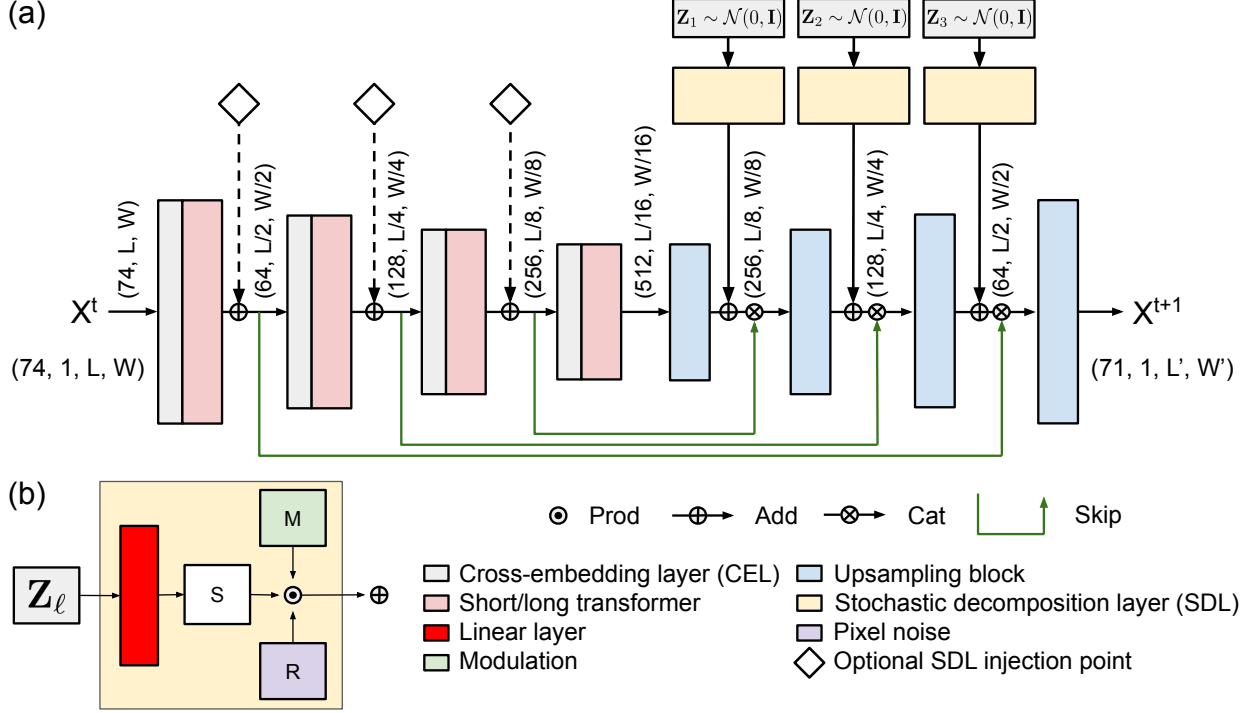 (a)
Z₁ ∼ 𝒩(0, I)
Z₂ ∼ 𝒩(0, I)
Z₃ ∼ 𝒩(0, I)
(74, L, W)
(64, L/2, W/2)
(128, L/4, W/4)
(256, L/8, W/8)
(512, L/16, W/16)
(256, L/8, W/8)
(128, L/4, W/4)
(64, L/2, W/2)
Xᵗ
Xᵗ⁺¹
(74, 1, L, W)
(71, 1, L’, W’)
(b)
Z_ℓ
S
M
R
Prod
Add
Cat
Skip
Cross-embedding layer (CEL)
Short/long transformer
Linear layer
Modulation
Upsampling block
Stochastic decomposition layer (SDL)
Pixel noise
Optional SDL injection point